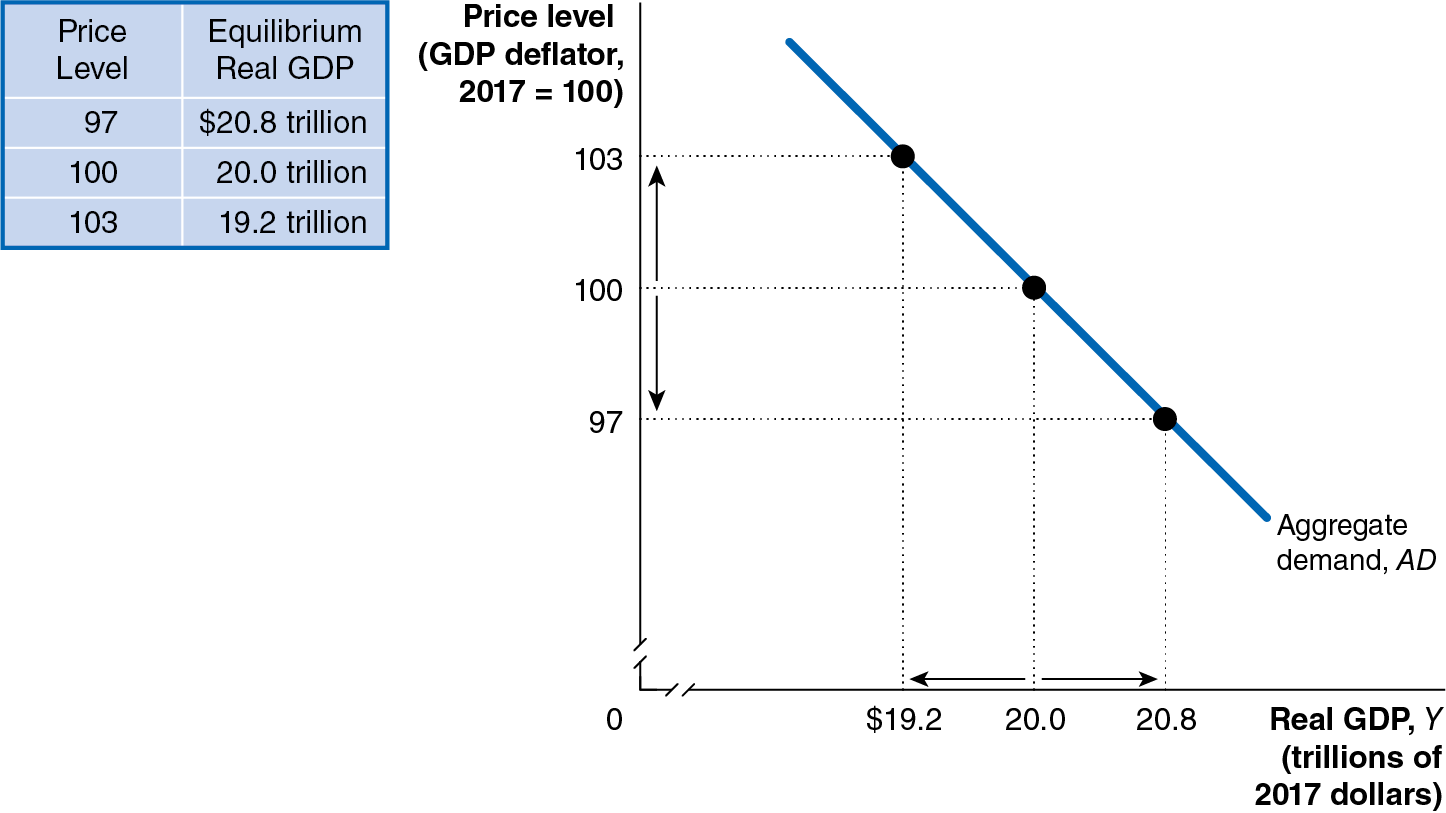 Price Level Equilibrium Real GDP
97 $20.8 trillion
100 20.0 trillion
103 19.2 trillion
Price level
(GDP deflator,
2017 = 100)
103
100
97
Aggregate
demand, AD
0 $19.2 20.0 20.8
Real GDP, Y
(trillions of
2017 dollars)